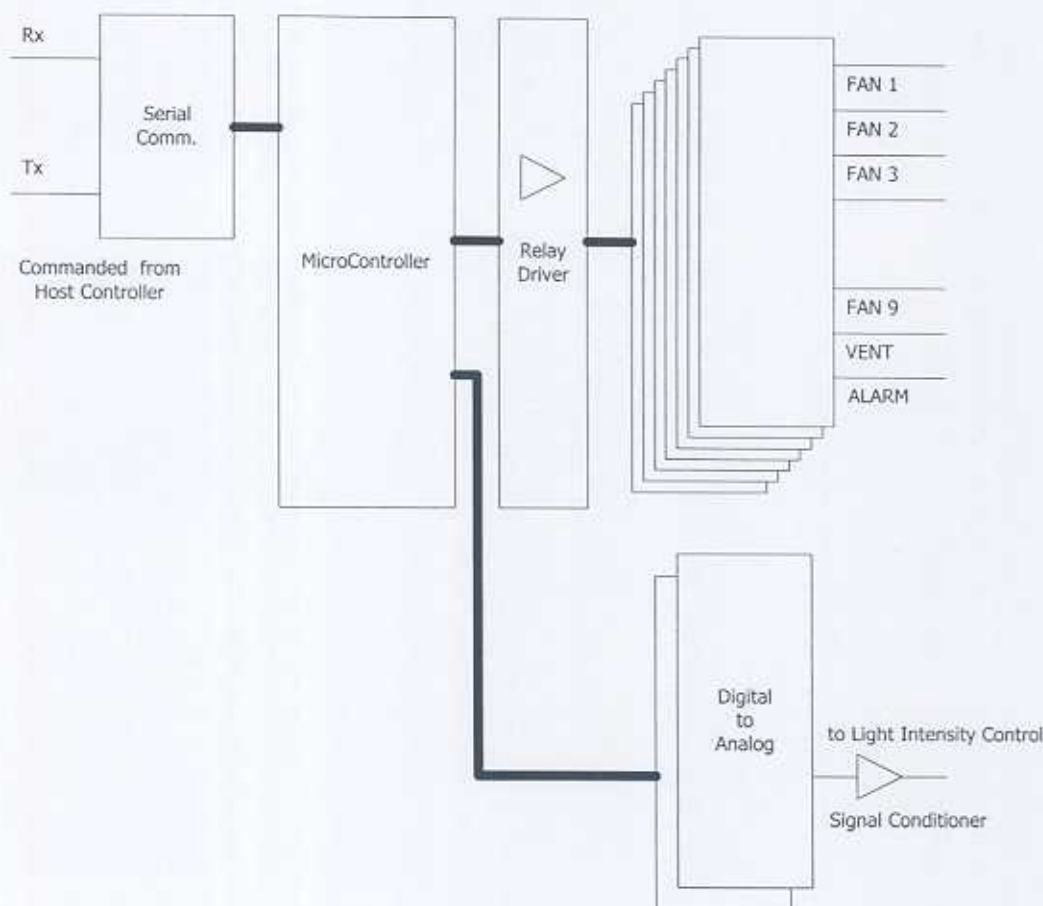 Rx
Serial
Comm.
Tx
Commanded from
Host Controller
MicroController
Relay
Driver
FAN 1
FAN 2
FAN 3
FAN 9
VENT
ALARM
Digital
to
Analog
to Light Intensity Control
Signal Conditioner